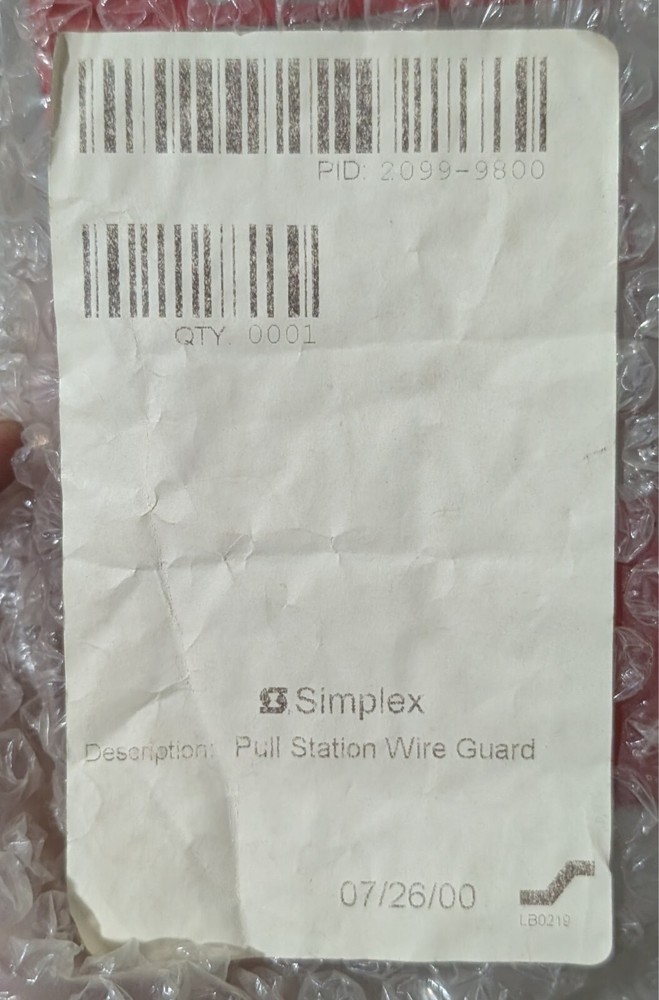 PID: 2099-9800
QTY: 0001
Simplex
Description: Pull Station Wire Guard
07/26/00
LB0219